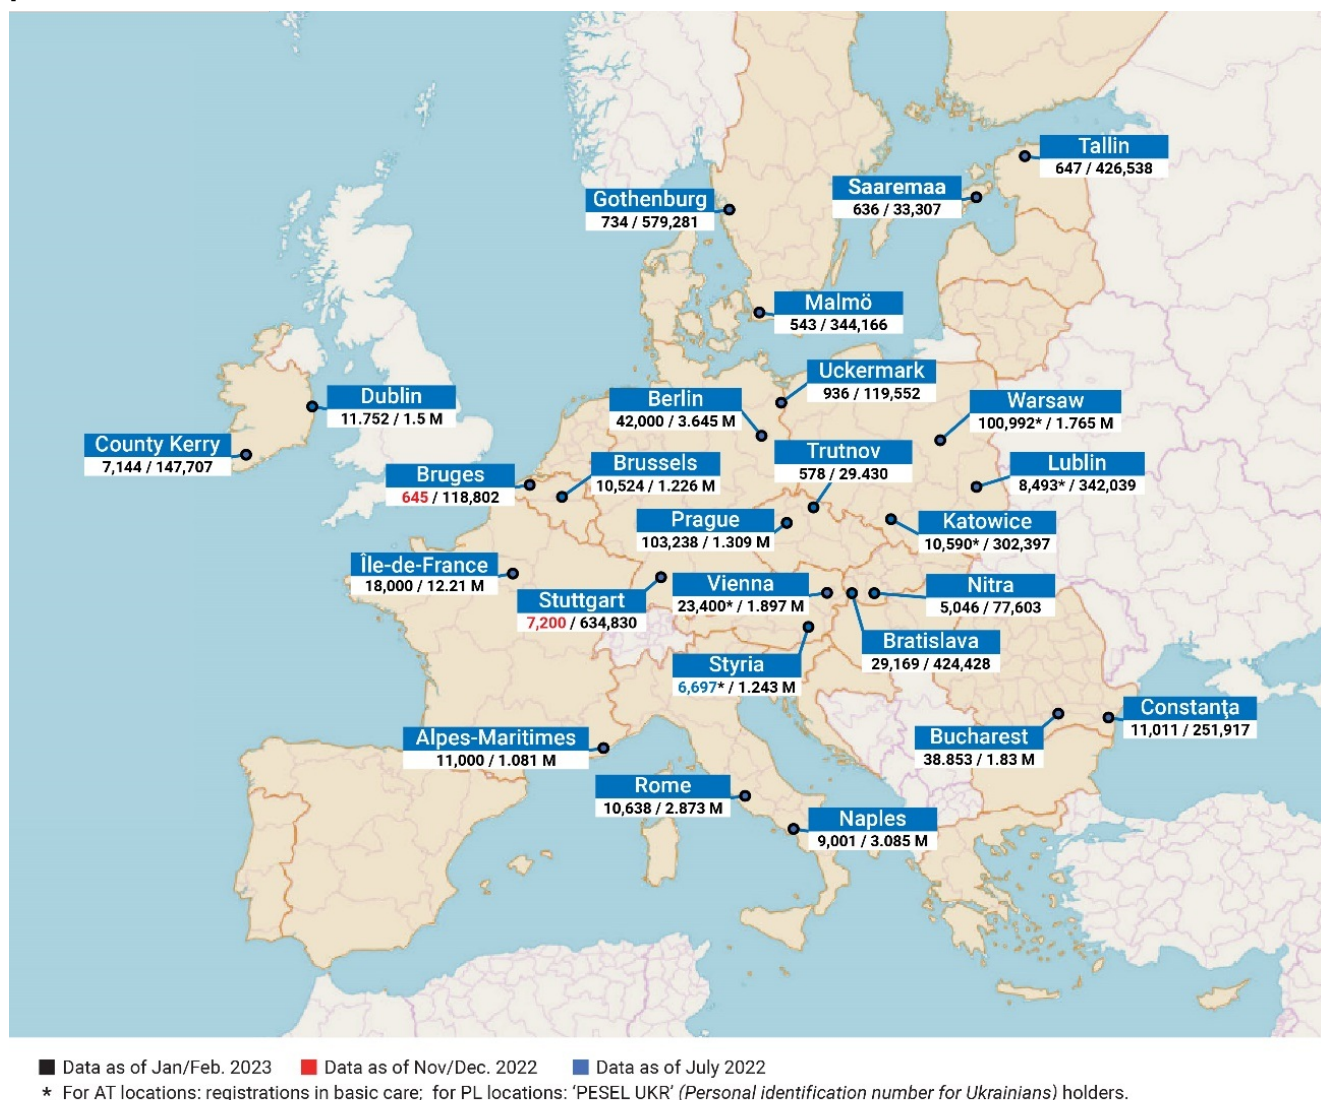 Tallin
647 / 426,538
Saaremaa
636 / 33,307
Gothenburg
734 / 579,281
Malmö
543 / 344,166
Uckermark
936 / 119,552
Dublin
11.752 / 1.5 M
Berlin
42,000 / 3.645 M
Warsaw
100,992* / 1.765 M
County Kerry
7,144 / 147,707
Trutnov
578 / 29.430
Bruges
645 / 118,802
Brussels
10,524 / 1.226 M
Lublin
8,493* / 342,039
Prague
103,238 / 1.309 M
Katowice
10,590* / 302,397
Île-de-France
18,000 / 12.21 M
Stuttgart
7,200 / 634,830
Vienna
23,400* / 1.897 M
Nitra
5,046 / 77,603
Bratislava
29,169 / 424,428
Styria
6,697* / 1.243 M
Constanţa
11,011 / 251,917
Alpes-Maritimes
11,000 / 1.081 M
Bucharest
38.853 / 1.83 M
Rome
10,638 / 2.873 M
Naples
9,001 / 3.085 M
Data as of Jan/Feb. 2023 Data as of Nov/Dec. 2022 Data as of July 2022
* For AT locations: registrations in basic care; for PL locations: ‘PESEL UKR’ (Personal identification number for Ukrainians) holders.